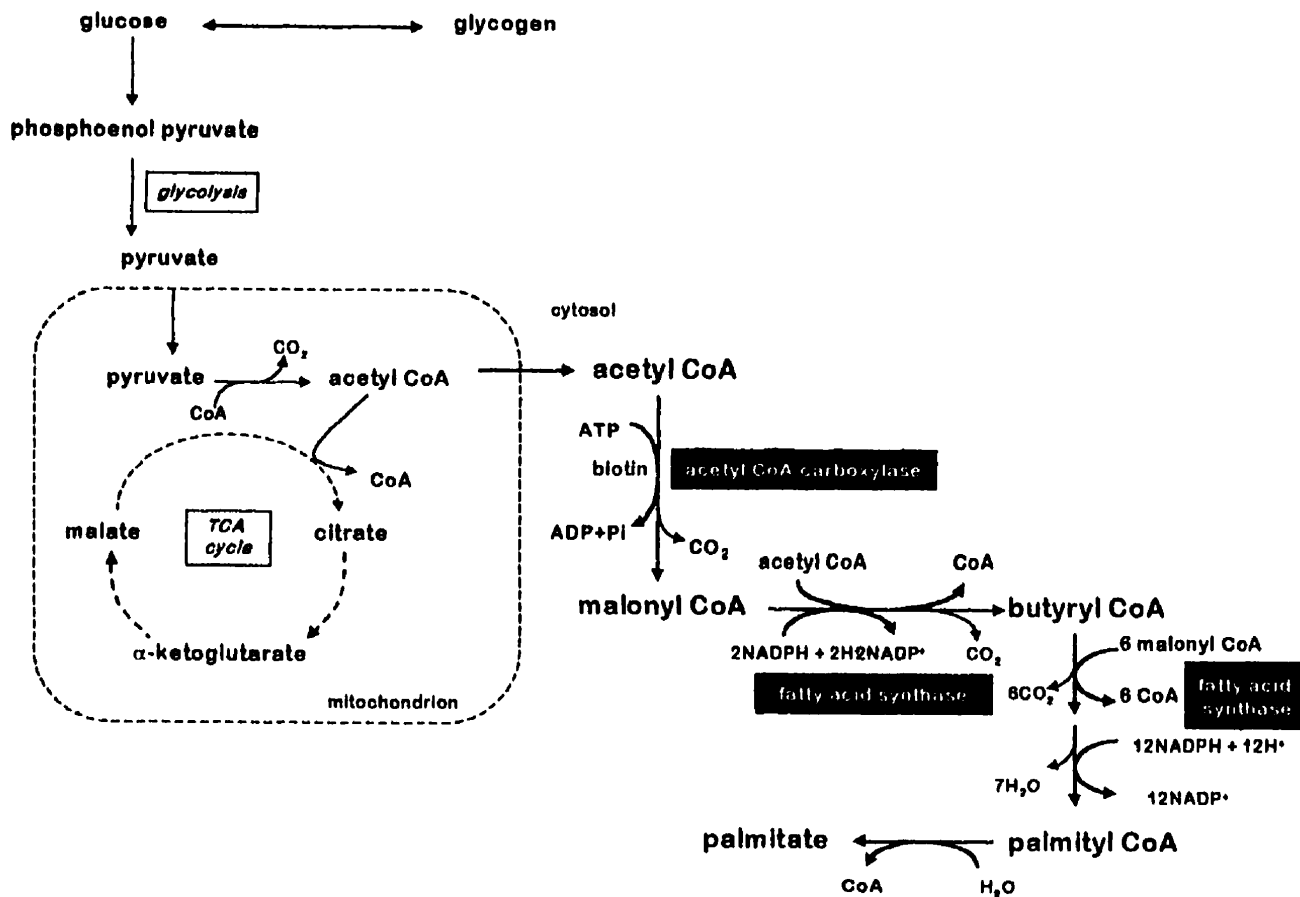 glucose
glycogen
phosphoenol pyruvate
glycolysis
pyruvate
cytosol
CO₂
pyruvate
acetyl CoA
acetyl CoA
CoA
ATP
biotin
acetyl CoA carboxylase
CoA
malate
TCA
cycle
citrate
ADP+Pi
CO₂
acetyl CoA
CoA
malonyl CoA
butyryl CoA
α-ketoglutarate
2NADPH + 2H2NADP⁺
CO₂
6 malonyl CoA
mitochondrion
fatty acid synthase
6CO₂
6 CoA
fatty acid
synthase
12NADPH + 12H⁺
7H₂O
12NADP⁺
palmitate
palmityl CoA
CoA
H₂O